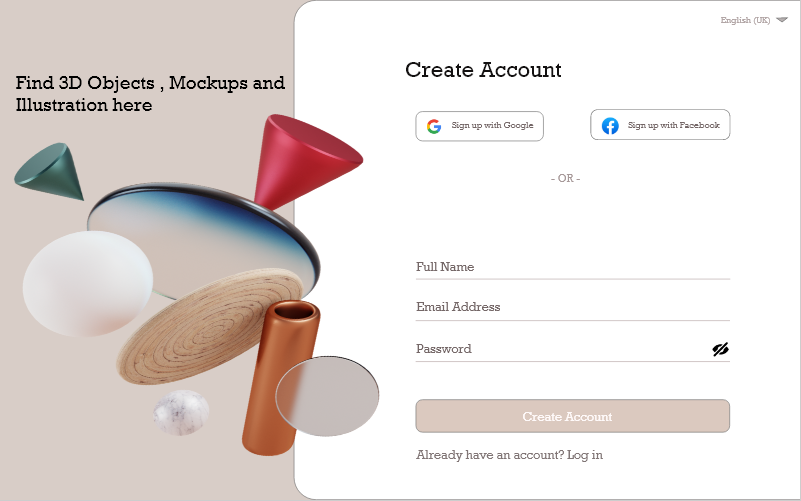 English (UK)
Find 3D Objects , Mockups and
Illustration here
Create Account
Sign up with Google
Sign up with Facebook
- OR -
Full Name
Email Address
Password
Create Account
Already have an account? Log in